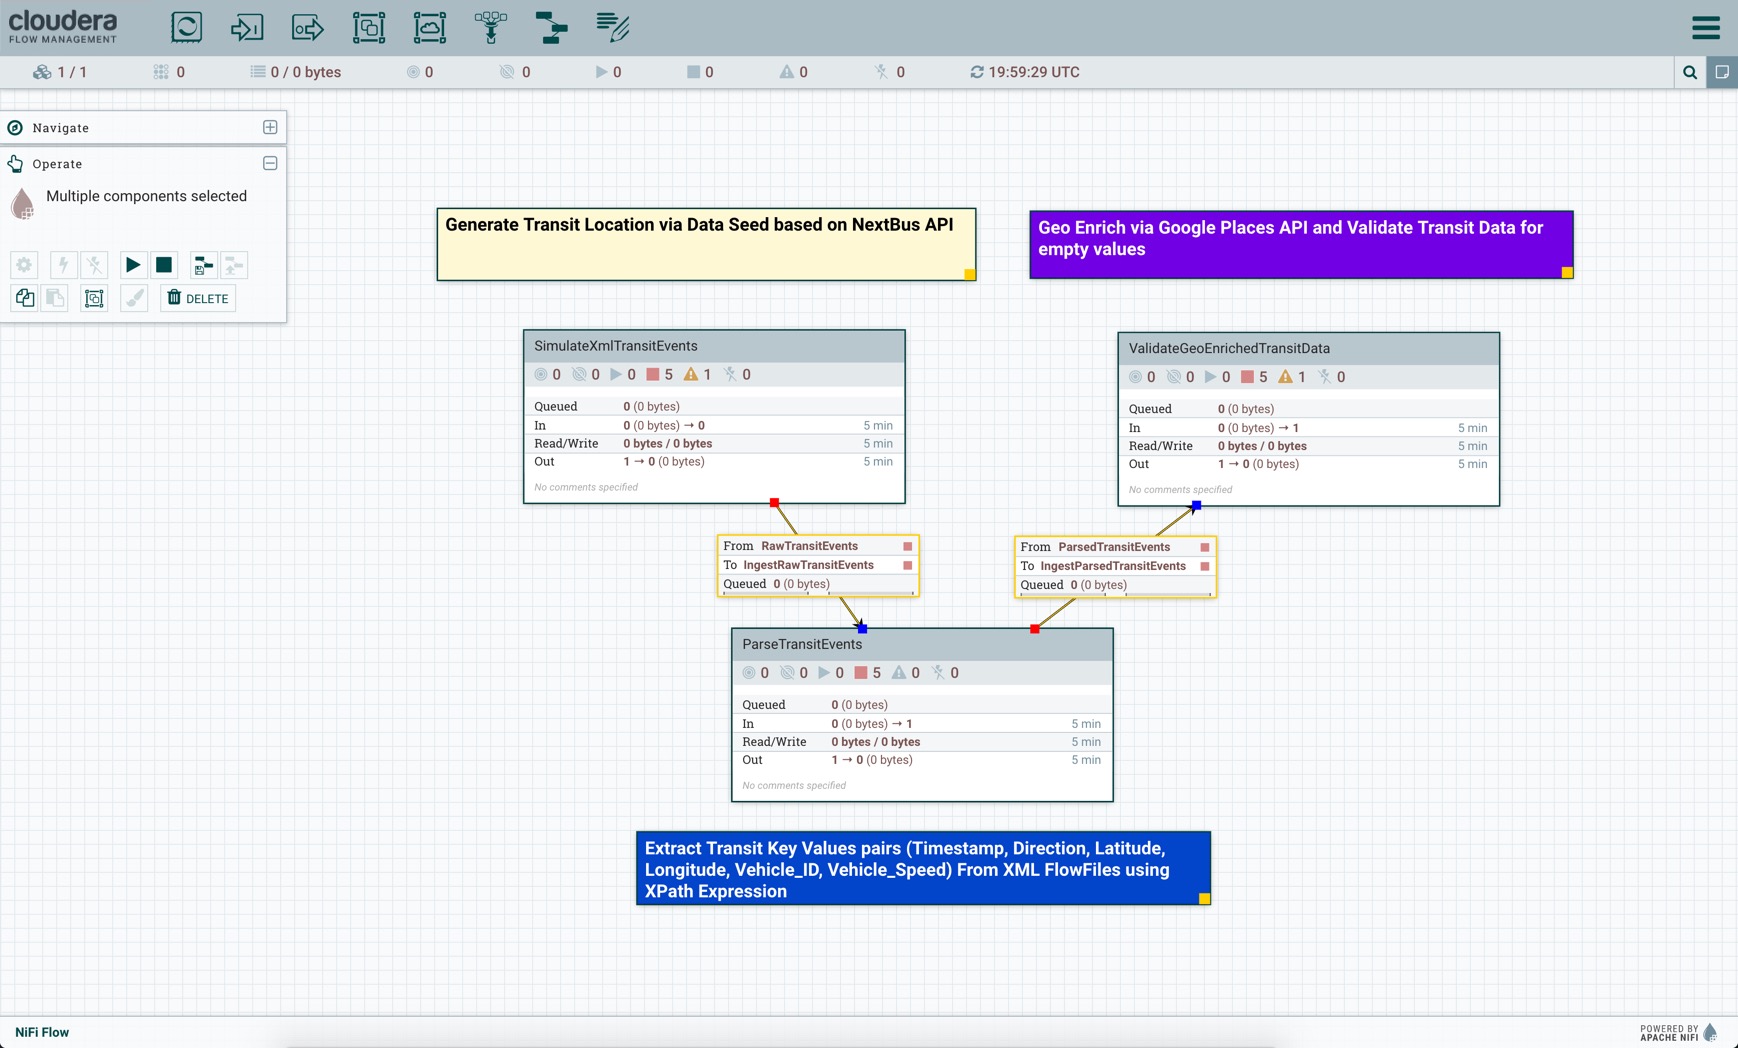 cloudera
FLOW MANAGEMENT
1 / 1
0
0 / 0 bytes
0
0
0
0
0
0
19:59:29 UTC
Navigate
Operate
Multiple components selected
DELETE
Generate Transit Location via Data Seed based on NextBus API
Geo Enrich via Google Places API and Validate Transit Data for
empty values
SimulateXmlTransitEvents
0 0 0 5 1 0
Queued 0 (0 bytes)
In 0 (0 bytes) → 0 5 min
Read/Write 0 bytes / 0 bytes 5 min
Out 1 → 0 (0 bytes) 5 min
No comments specified
ValidateGeoEnrichedTransitData
0 0 0 5 1 0
Queued 0 (0 bytes)
In 0 (0 bytes) → 1 5 min
Read/Write 0 bytes / 0 bytes 5 min
Out 1 → 0 (0 bytes) 5 min
No comments specified
From RawTransitEvents
To IngestRawTransitEvents
Queued 0 (0 bytes)
From ParsedTransitEvents
To IngestParsedTransitEvents
Queued 0 (0 bytes)
ParseTransitEvents
0 0 0 5 0 0
Queued 0 (0 bytes)
In 0 (0 bytes) → 1 5 min
Read/Write 0 bytes / 0 bytes 5 min
Out 1 → 0 (0 bytes) 5 min
No comments specified
Extract Transit Key Values pairs (Timestamp, Direction, Latitude,
Longitude, Vehicle_ID, Vehicle_Speed) From XML FlowFiles using
XPath Expression
NiFi Flow
POWERED BY
APACHE NIFI